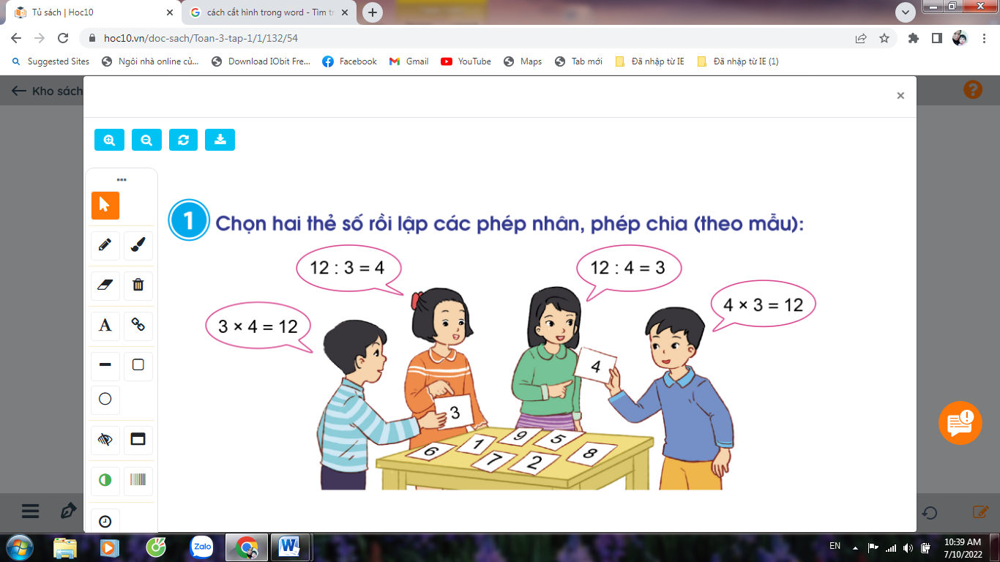 Tủ sách | Hoc10
cách cắt hình trong word - Tìm tr
hoc10.vn/doc-sach/Toan-3-tap-1/1/132/54
Suggested Sites
Ngôi nhà online củ...
Download IObit Fre...
Facebook
Gmail
YouTube
Maps
Tab mới
Đã nhập từ IE
Đã nhập từ IE (1)
Kho sách
1 Chọn hai thẻ số rồi lập các phép nhân, phép chia (theo mẫu):
12 : 3 = 4
12 : 4 = 3
4 × 3 = 12
3 × 4 = 12
4
3
6 1 9 5
7 2 8
Zalo
EN
10:39 AM
7/10/2022